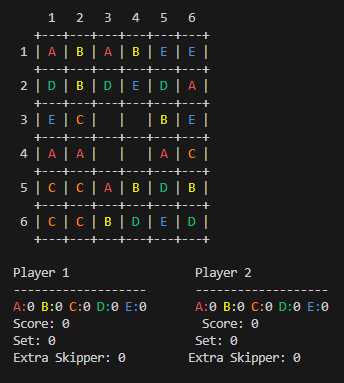 1 2 3 4 5 6
+---+---+---+---+---+---+
1 | A | B | A | B | E | E |
+---+---+---+---+---+---+
2 | D | B | D | E | D | A |
+---+---+---+---+---+---+
3 | E | C |   |   | B | E |
+---+---+---+---+---+---+
4 | A | A |   |   | A | C |
+---+---+---+---+---+---+
5 | C | C | A | B | D | B |
+---+---+---+---+---+---+
6 | C | C | B | D | E | D |
+---+---+---+---+---+---+
Player 1 Player 2
------------------- -------------------
A:0 B:0 C:0 D:0 E:0 A:0 B:0 C:0 D:0 E:0
Score: 0 Score: 0
Set: 0 Set: 0
Extra Skipper: 0 Extra Skipper: 0